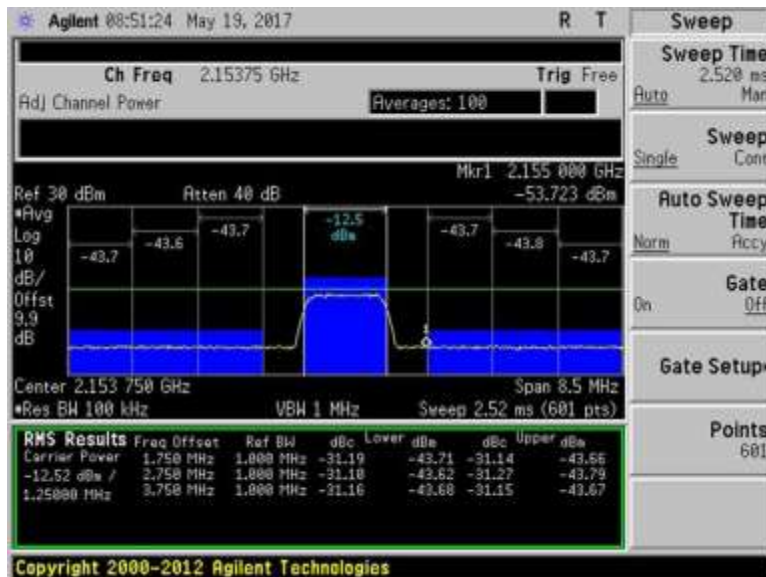 Agilent 08:51:24 May 19, 2017 R T
Sweep
Ch Freq 2.15375 GHz Trig Free
Adj Channel Power Averages: 100
Mkr1 2.155 000 GHz
Ref 30 dBm Atten 40 dB -53.723 dBm
*Avg
Log
10
dB/
Offst
9.9
dB
-43.7 -43.6 -43.7 -12.5 dBm -43.7 -43.8 -43.7
1
Center 2.153 750 GHz Span 8.5 MHz
*Res BW 100 kHz VBW 1 MHz Sweep 2.52 ms (601 pts)
RMS Results Freq Offset Ref BW dBc Lower dBm dBc Upper dBm
Carrier Power 1.750 MHz 1.000 MHz -31.19 -43.71 -31.14 -43.66
-12.52 dBm / 2.750 MHz 1.000 MHz -31.10 -43.62 -31.27 -43.79
1.25000 MHz 3.750 MHz 1.000 MHz -31.16 -43.68 -31.15 -43.67
Sweep Time
2.520 ms
Auto Man
Sweep
Single Cont
Auto Sweep
Time
Norm Accy
Gate
On Off
Gate Setup
Points
601
Copyright 2000-2012 Agilent Technologies